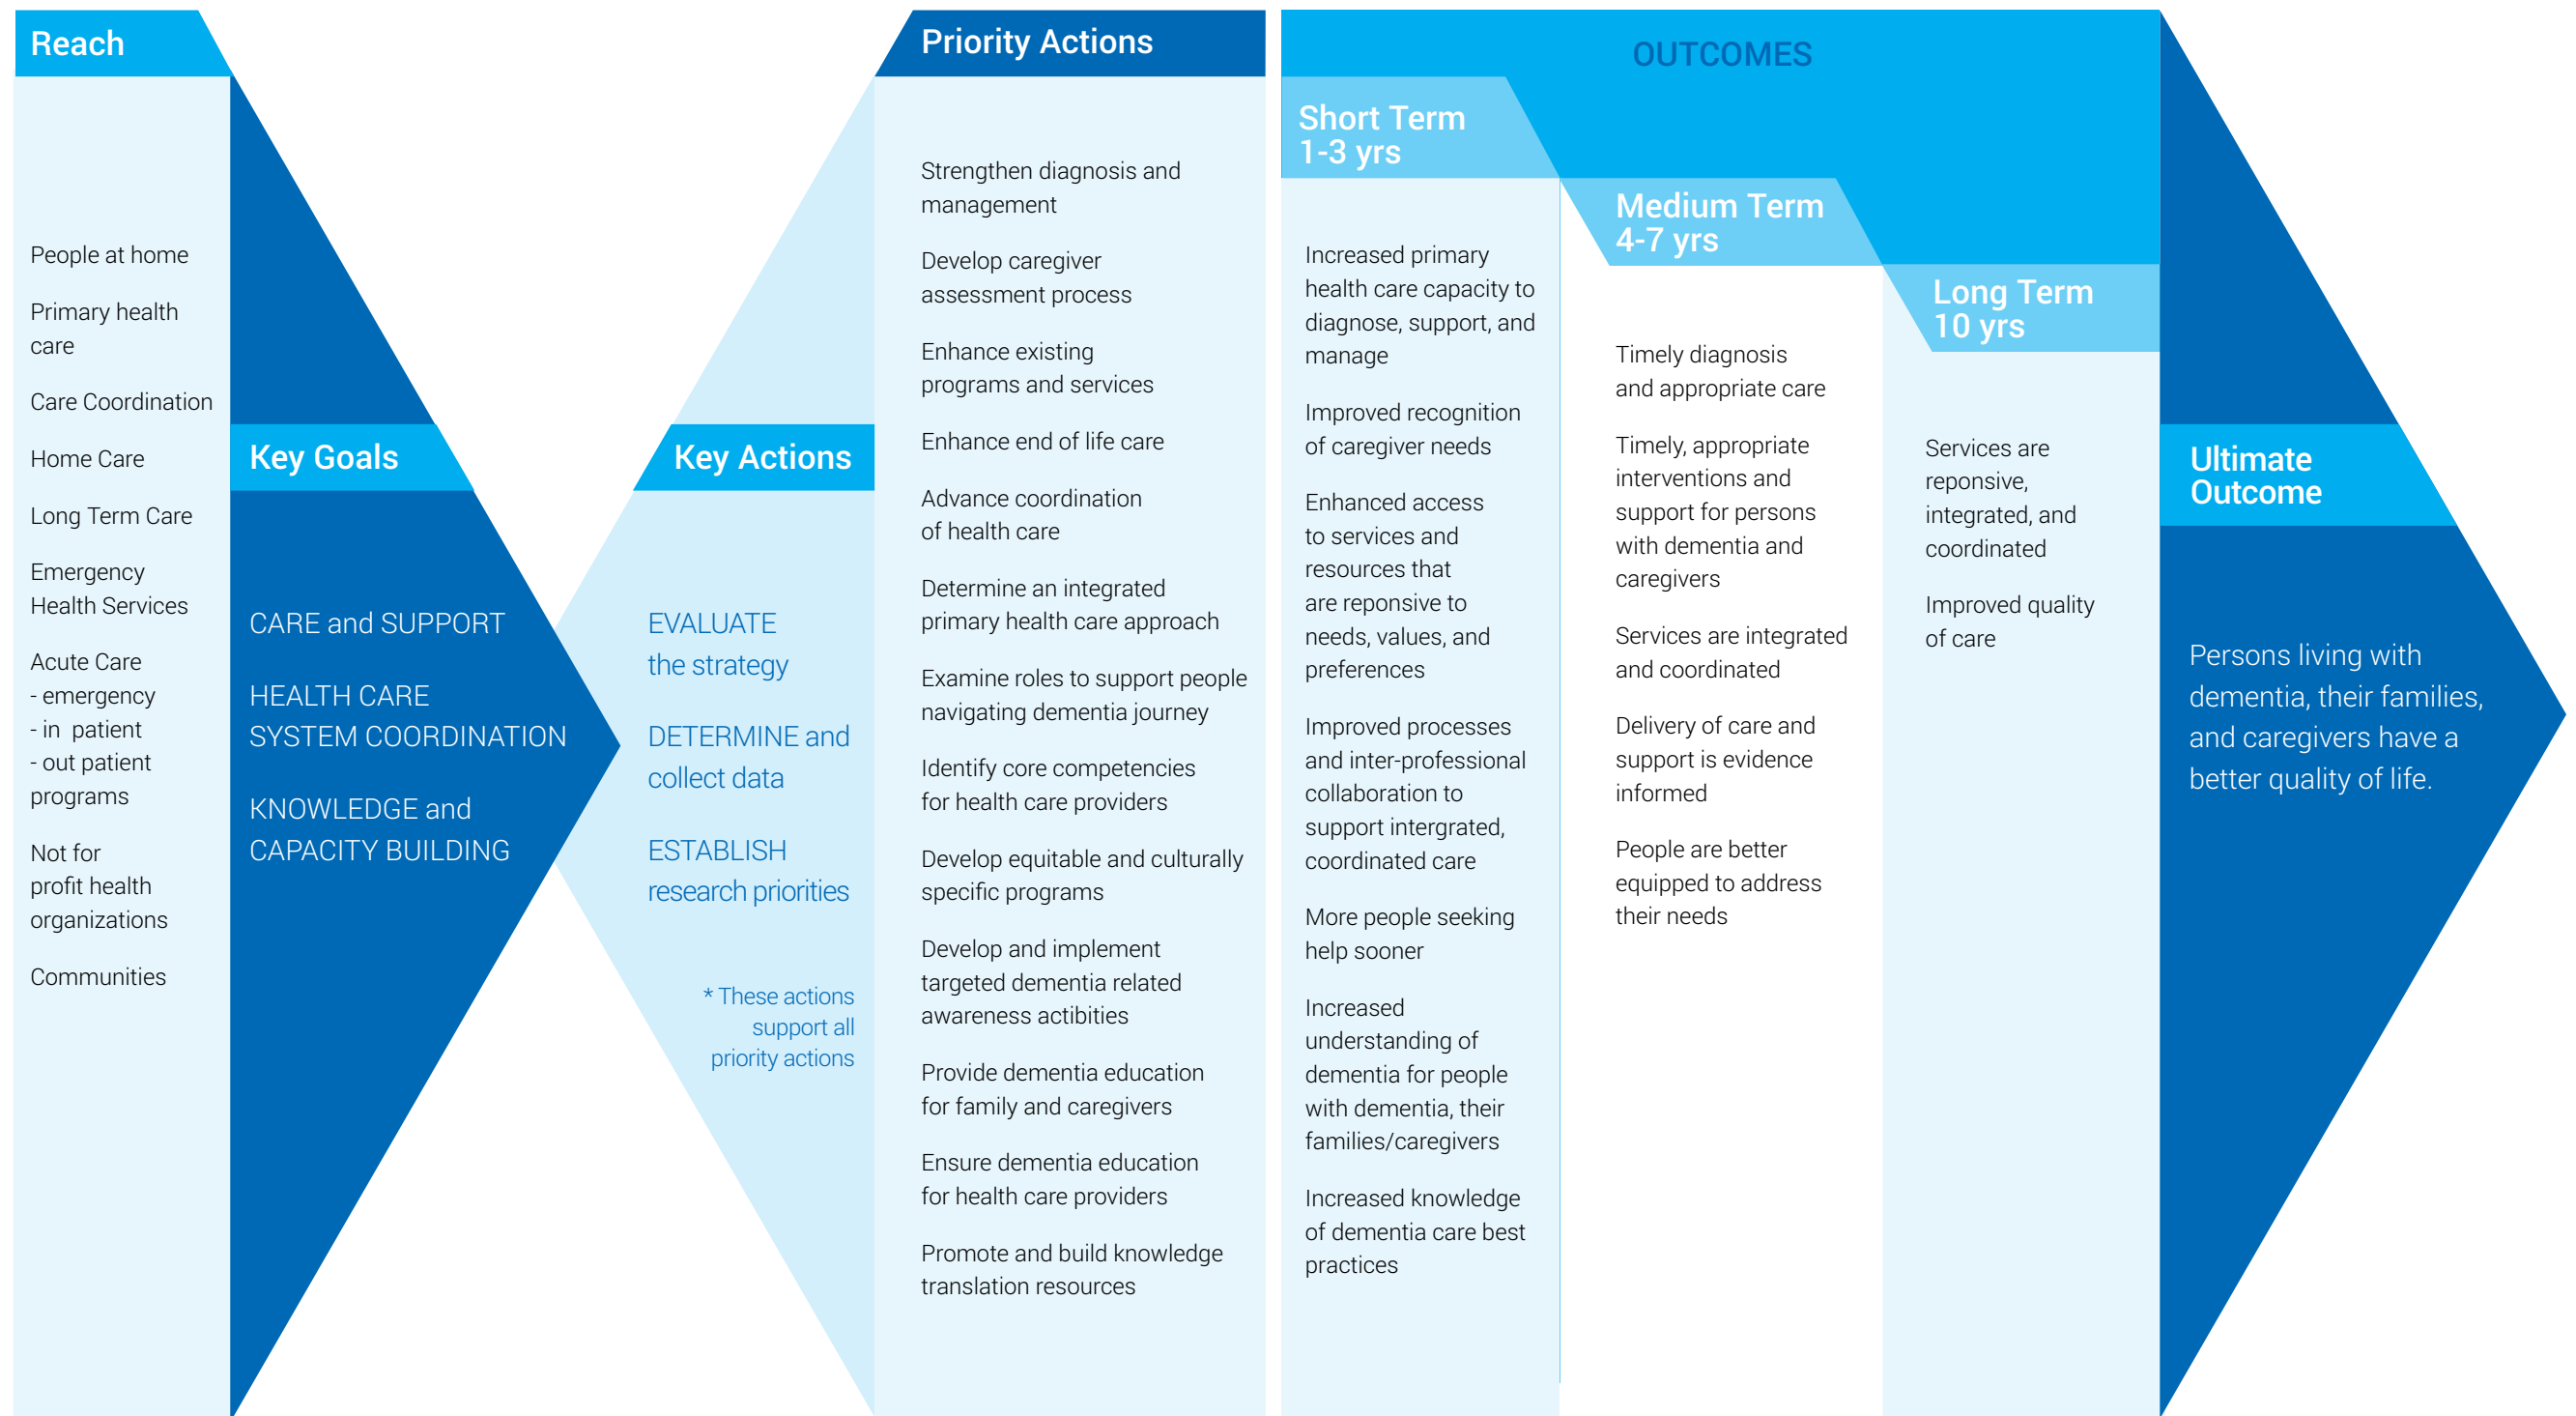 Reach
People at home
Primary health
care
Care Coordination
Home Care
Long Term Care
Emergency
Health Services
Acute Care
- emergency
- in  patient
- out patient
programs
Not for
profit health
organizations
Communities
Key Goals
CARE and SUPPORT
HEALTH CARE
SYSTEM COORDINATION
KNOWLEDGE and
CAPACITY BUILDING
Key Actions
EVALUATE
the strategy
DETERMINE and
collect data
ESTABLISH
research priorities
* These actions
support all
priority actions
Priority Actions
Strengthen diagnosis and
management
Develop caregiver
assessment process
Enhance existing
programs and services
Enhance end of life care
Advance coordination
of health care
Determine an integrated
primary health care approach
Examine roles to support people
navigating dementia journey
Identify core competencies
for health care providers
Develop equitable and culturally
specific programs
Develop and implement
targeted dementia related
awareness actibities
Provide dementia education
for family and caregivers
Ensure dementia education
for health care providers
Promote and build knowledge
translation resources
OUTCOMES
Short Term
1-3 yrs
Increased primary
health care capacity to
diagnose, support, and
manage
Improved recognition
of caregiver needs
Enhanced access
to services and
resources that
are reponsive to
needs, values, and
preferences
Improved processes
and inter-professional
collaboration to
support intergrated,
coordinated care
More people seeking
help sooner
Increased
understanding of
dementia for people
with dementia, their
families/caregivers
Increased knowledge
of dementia care best
practices
Medium Term
4-7 yrs
Timely diagnosis
and appropriate care
Timely, appropriate
interventions and
support for persons
with dementia and
caregivers
Services are integrated
and coordinated
Delivery of care and
support is evidence
informed
People are better
equipped to address
their needs
Long Term
10 yrs
Services are
reponsive,
integrated, and
coordinated
Improved quality
of care
Ultimate
Outcome
Persons living with
dementia, their families,
and caregivers have a
better quality of life.